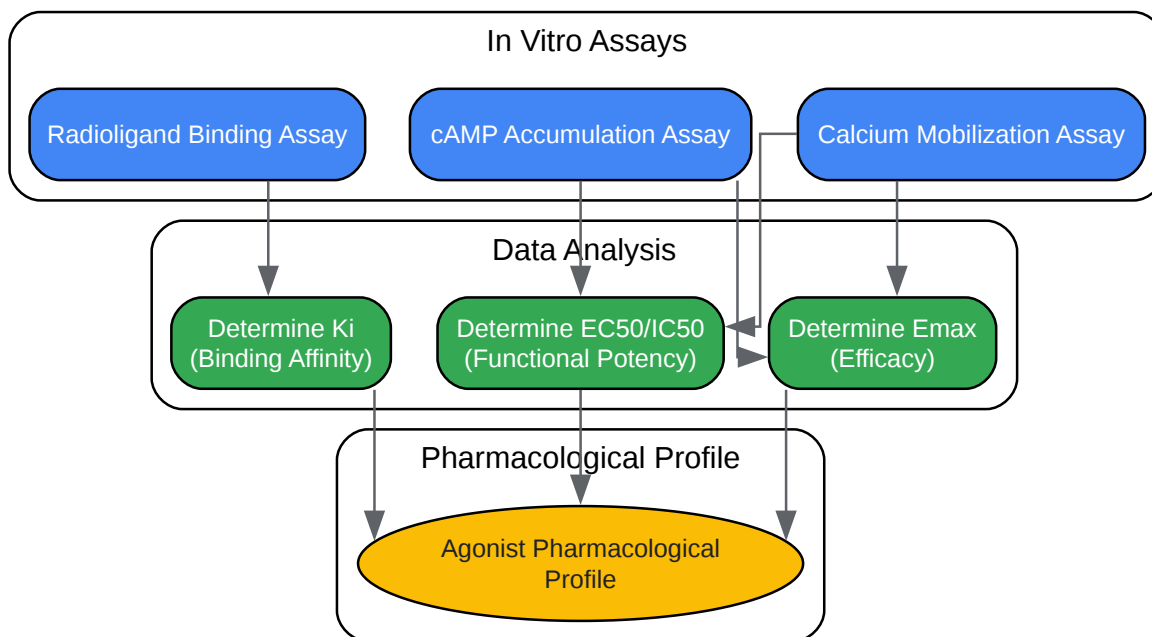 In Vitro Assays
Radioligand Binding Assay
cAMP Accumulation Assay
Calcium Mobilization Assay
Data Analysis
Determine Ki
(Binding Affinity)
Determine EC50/IC50
(Functional Potency)
Determine Emax
(Efficacy)
Pharmacological Profile
Agonist Pharmacological
Profile